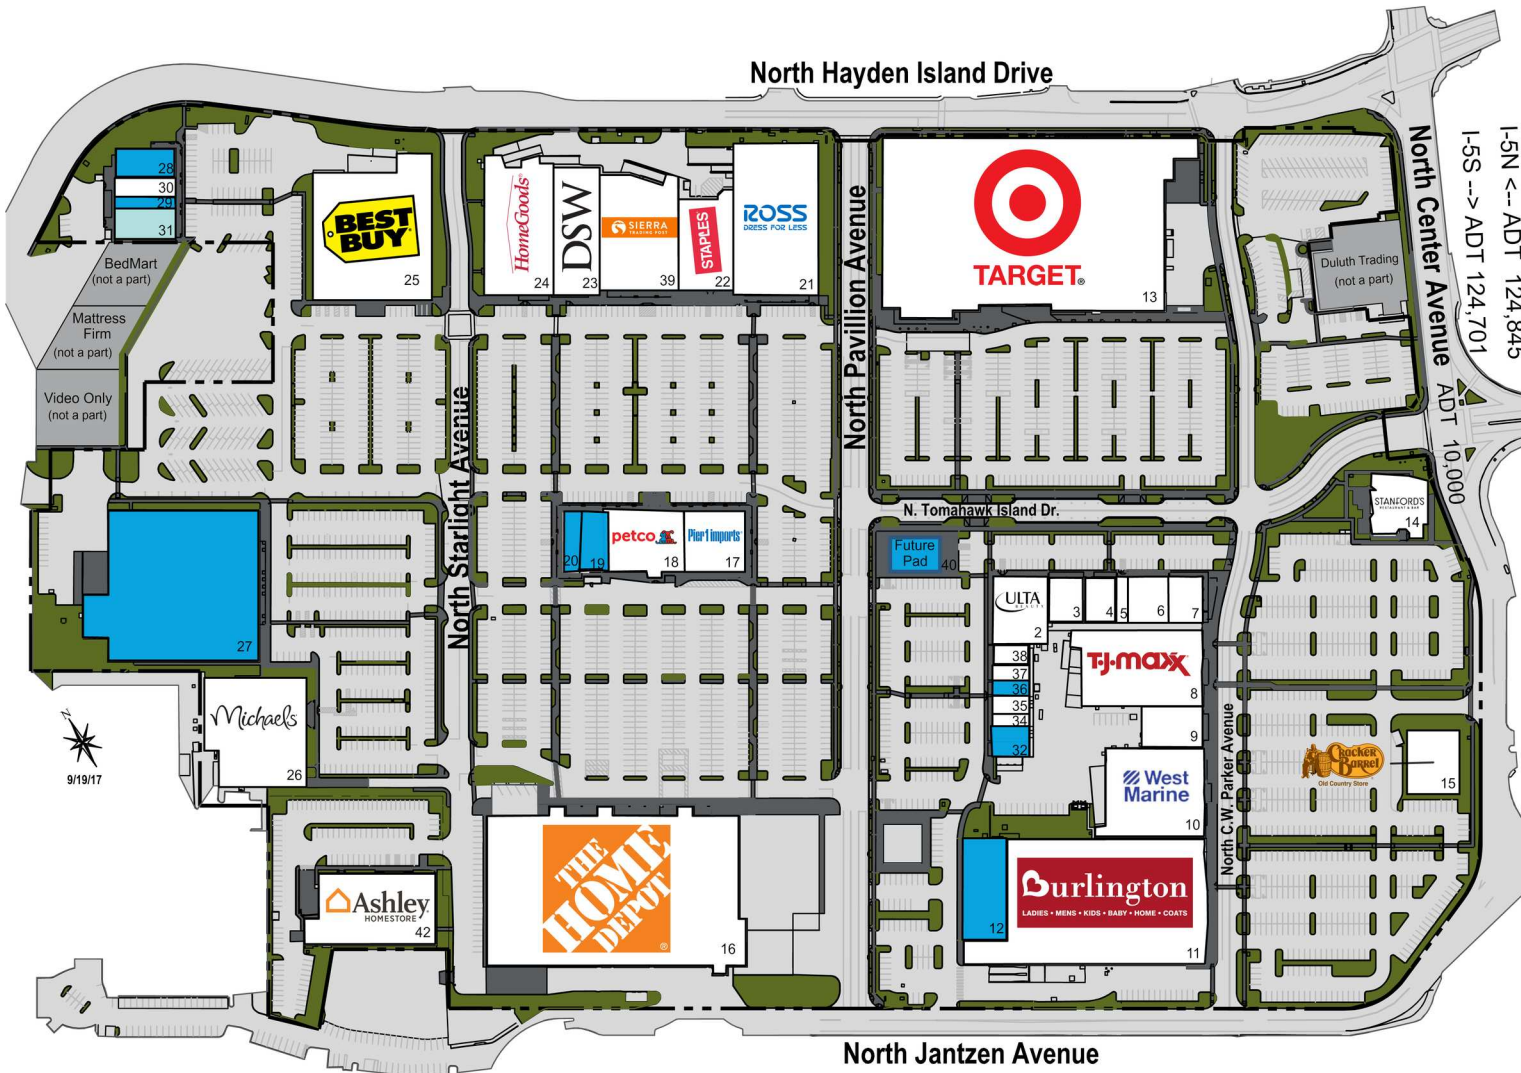 North Hayden Island Drive
I-5N <-- ADT 124,845
I-5S --> ADT 124,701
North Center Avenue ADT 10,000
28
30
29
31
BedMart
(not a part)
Mattress
Firm
(not a part)
Video Only
(not a part)
BEST
BUY
25
HomeGoods
24
DSW
23
SIERRA
TRADING POST
39
STAPLES
22
ROSS
DRESS FOR LESS
21
North Pavillion Avenue
TARGET®
13
Duluth Trading
(not a part)
North Starlight Avenue
N. Tomahawk Island Dr.
STANFORD'S
RESTAURANT & BAR
14
20
19
petco
18
Pier 1 imports
17
Future
Pad
40
27
ULTA
BEAUTY
2
3
4
5
6
7
38
37
36
35
34
32
T.J.maxx
8
9
Michaels
26
N
9/19/17
West
Marine
10
North C.W. Parker Avenue
Cracker
Barrel
Old Country Store
15
THE
HOME
DEPOT
®
16
Ashley
HOMESTORE
42
12
Burlington
LADIES • MENS • KIDS • BABY • HOME • COATS
11
North Jantzen Avenue